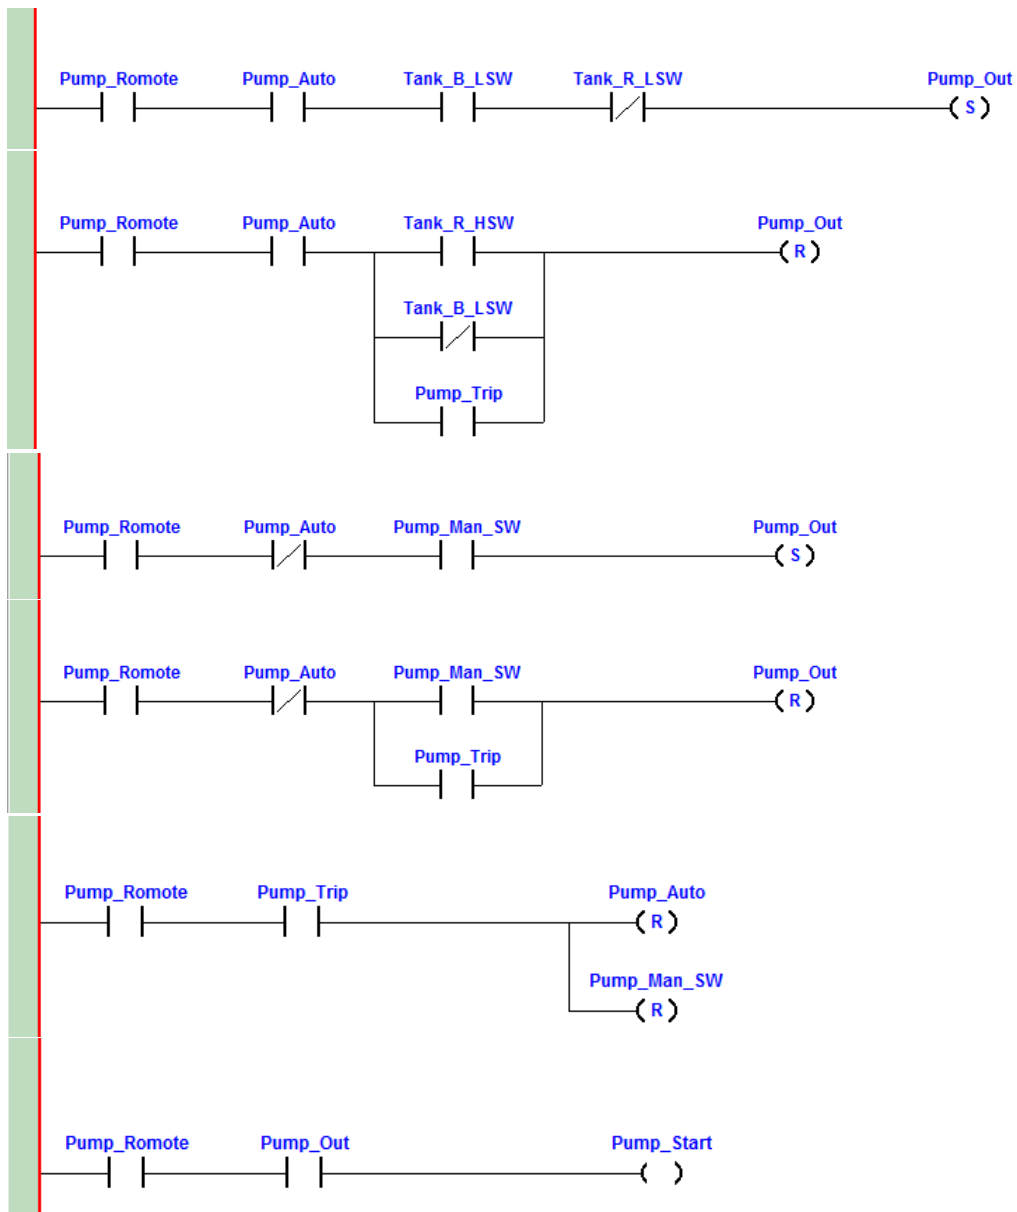 Pump_Romote Pump_Auto Tank_B_LSW Tank_R_LSW Pump_Out
S
Pump_Romote Pump_Auto Tank_R_HSW Pump_Out
R
Tank_B_LSW
Pump_Trip
Pump_Romote Pump_Auto Pump_Man_SW Pump_Out
S
Pump_Romote Pump_Auto Pump_Man_SW Pump_Out
R
Pump_Trip
Pump_Romote Pump_Trip Pump_Auto
R
Pump_Man_SW
R
Pump_Romote Pump_Out Pump_Start